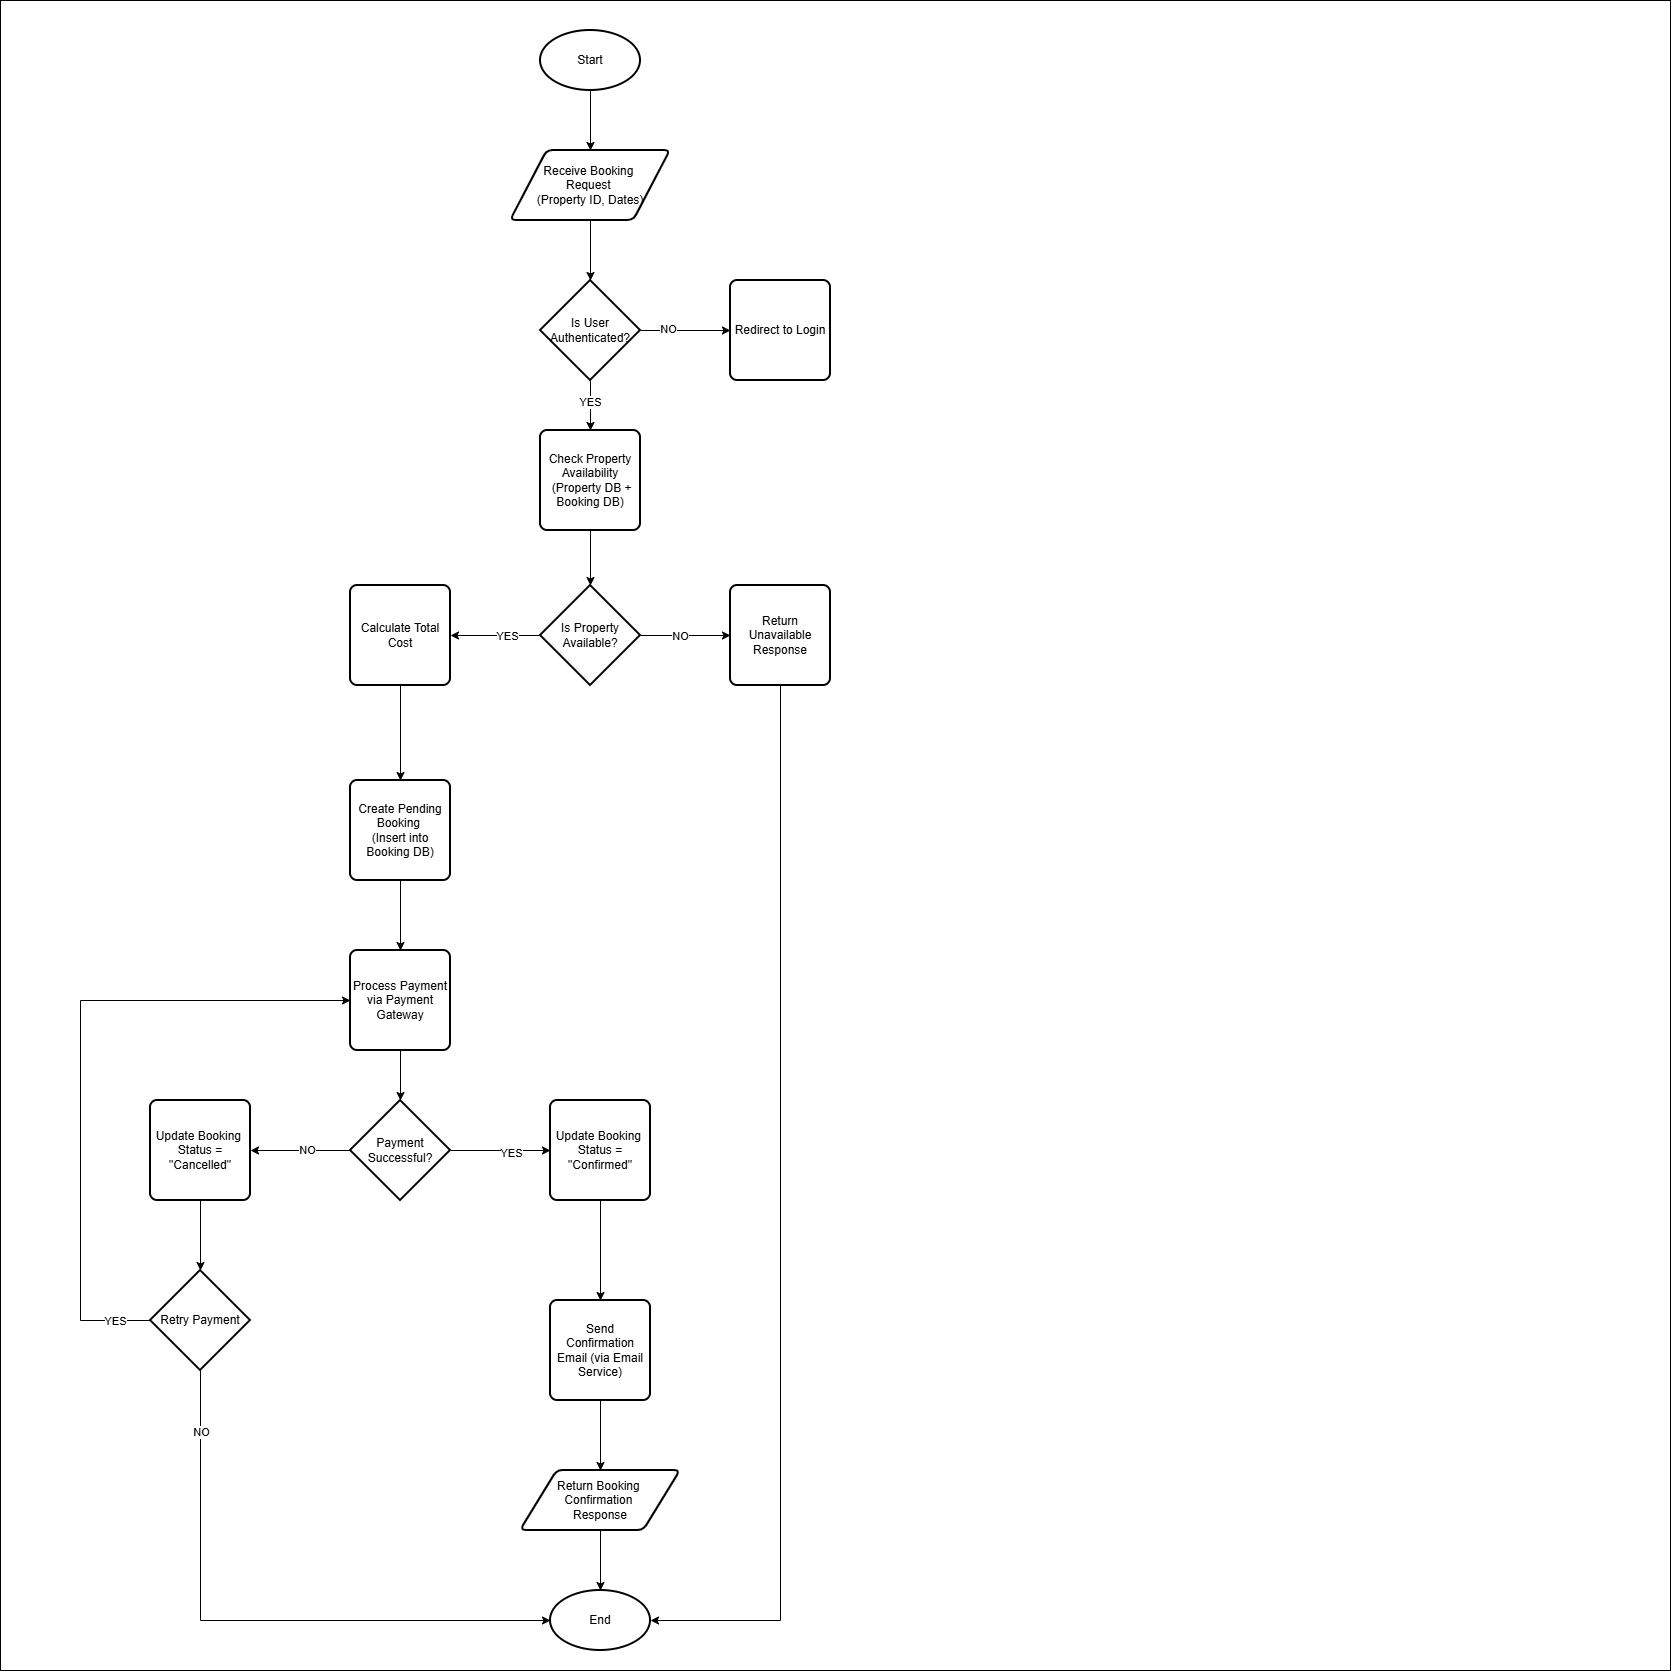 Start
Receive Booking
Request
(Property ID, Dates)
Is User
Authenticated?
NO
Redirect to Login
YES
Check Property
Availability
(Property DB +
Booking DB)
Calculate Total
Cost
YES
Is Property
Available?
NO
Return
Unavailable
Response
Create Pending
Booking
(Insert into
Booking DB)
Process Payment
via Payment
Gateway
Update Booking
Status =
"Cancelled"
NO
Payment
Successful?
YES
Update Booking
Status =
"Confirmed"
YES
Retry Payment
Send
Confirmation
Email (via Email
Service)
NO
Return Booking
Confirmation
Response
End